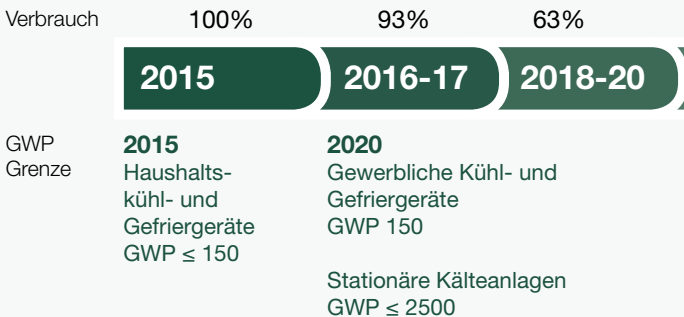 Verbrauch 100% 93% 63%
2015 2016-17 2018-20
GWP
Grenze
2015
Haushalts-
kühl- und
Gefriergeräte
GWP ≤ 150
2020
Gewerbliche Kühl- und
Gefriergeräte
GWP 150
Stationäre Kälteanlagen
GWP ≤ 2500